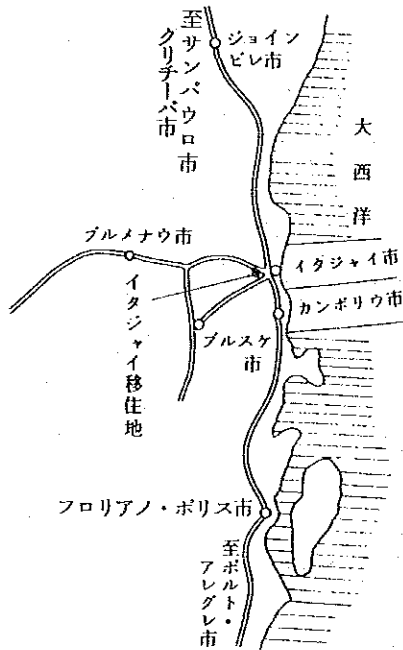 至サンパウロ市
クリチーバ市
ジョイン
ビレ市
大西洋
ブルメナウ市
イタジャイ市
カンボリウ市
イタジャイ移住地
ブルスケ
市
フロリアノ・ポリス市
至ポルト・
アレグレ市